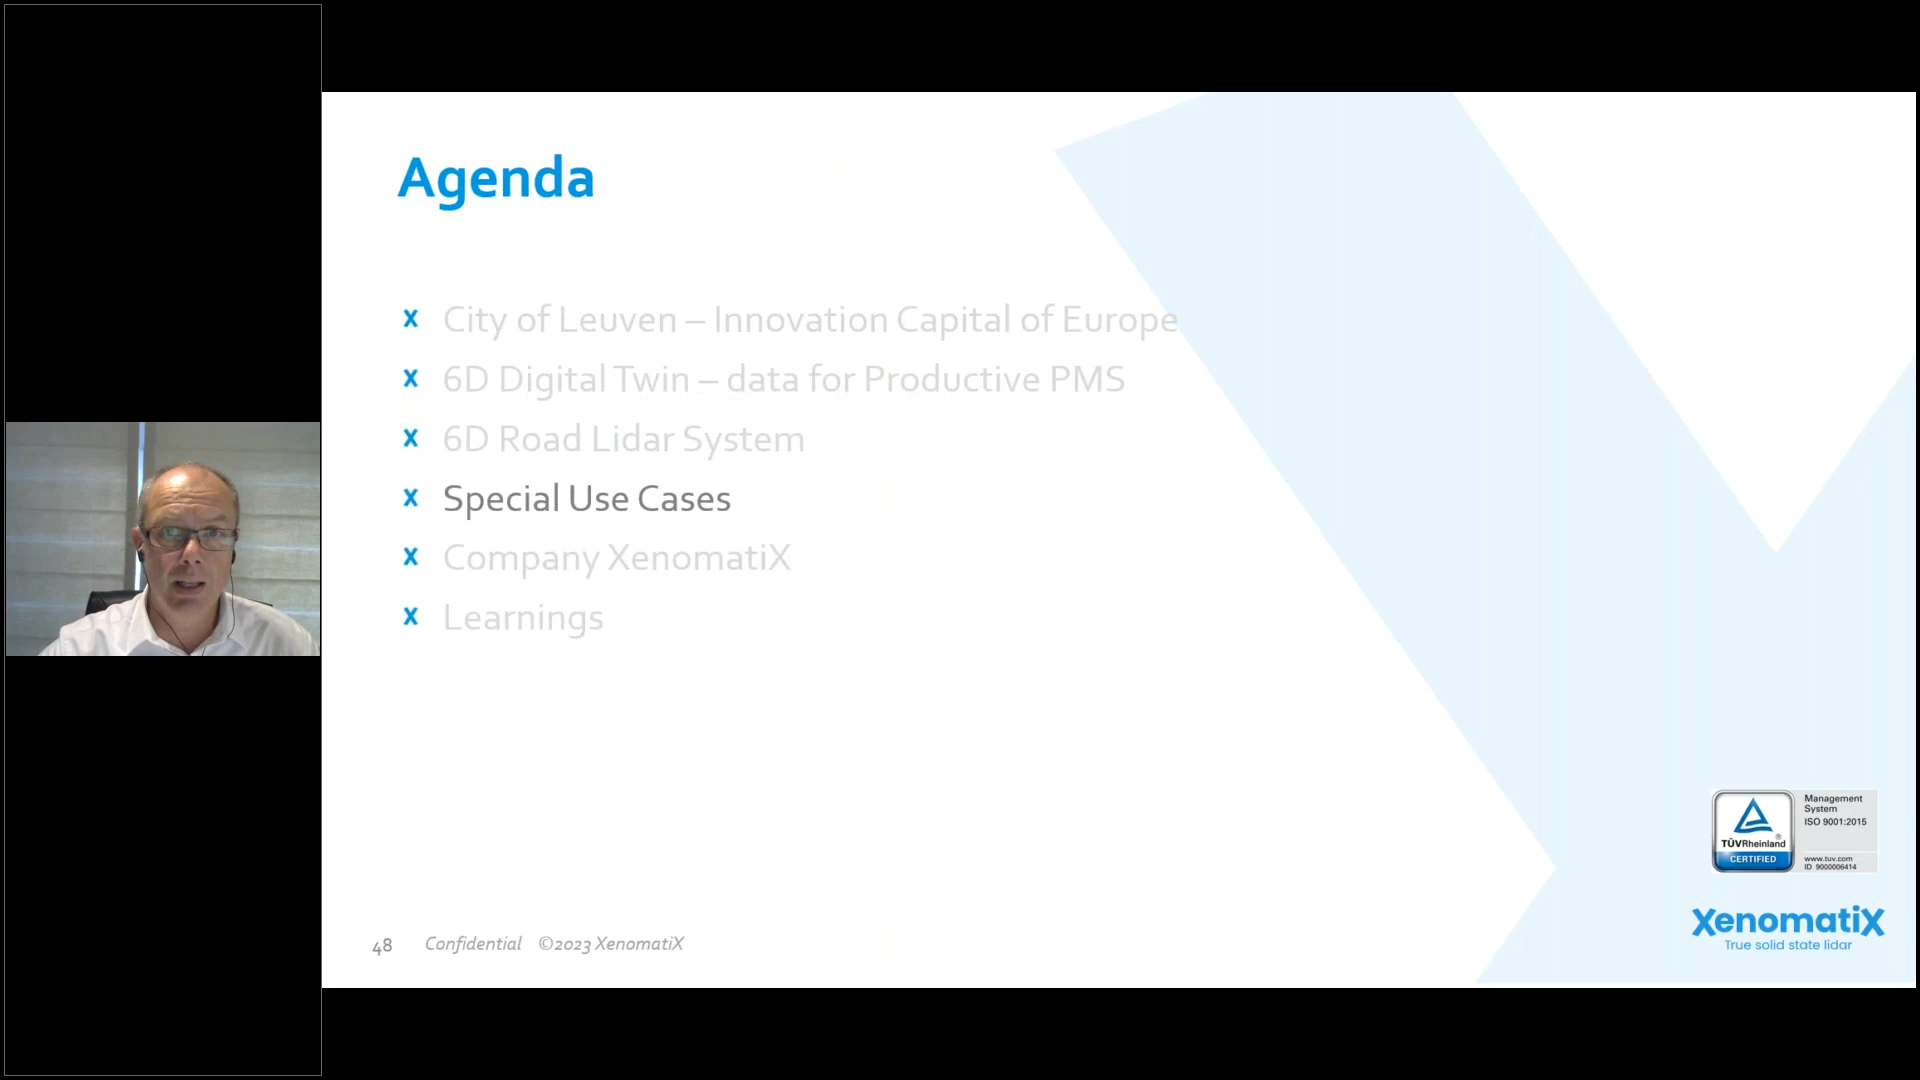 Agenda
x City of Leuven – Innovation Capital of Europe
x 6D Digital Twin – data for Productive PMS
x 6D Road Lidar System
x Special Use Cases
x Company XenomatiX
x Learnings
Management
System
ISO 9001:2015
TÜVRheinland®
CERTIFIED
www.tuv.com
ID 9000006414
XenomatiX
True solid state lidar
48 Confidential ©2023 XenomatiX